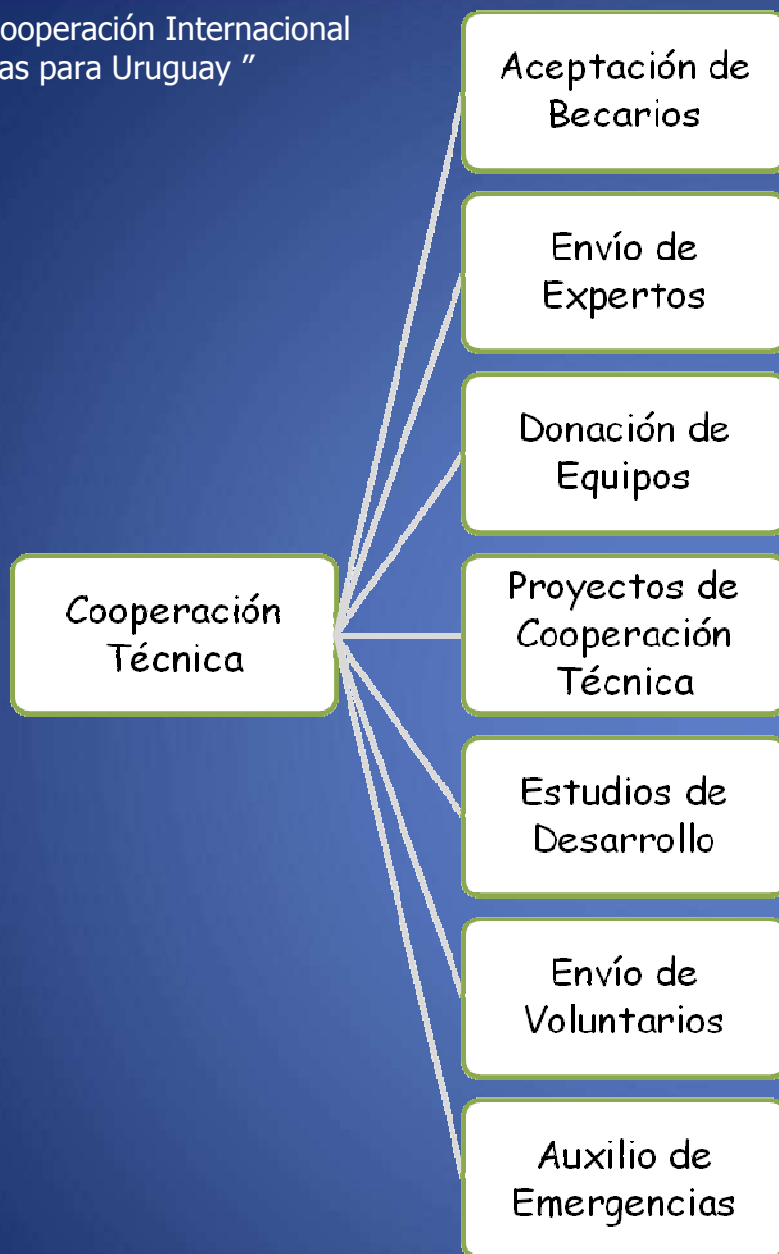 ooperación Internacional
as para Uruguay ”
Aceptación de
Becarios
Envío de
Expertos
Donación de
Equipos
Cooperación
Técnica
Proyectos de
Cooperación
Técnica
Estudios de
Desarrollo
Envío de
Voluntarios
Auxilio de
Emergencias